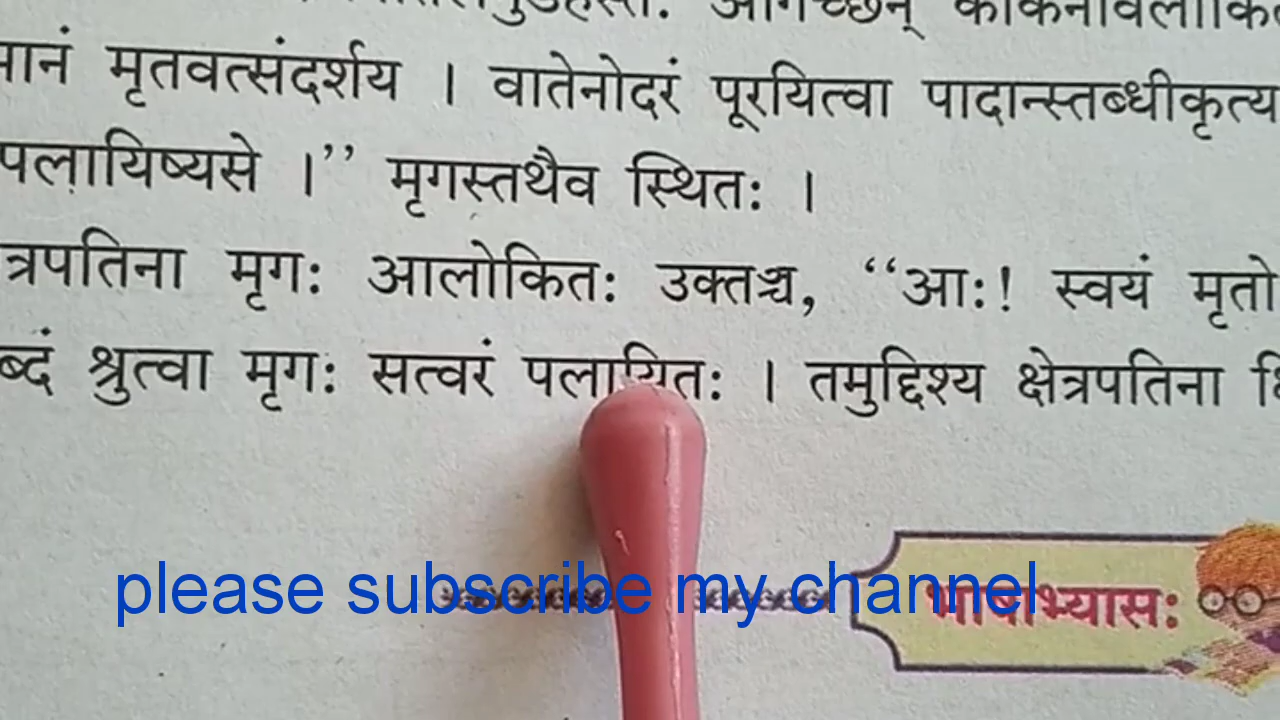 मृतवत्संदर्शय । वातेनोदरं पूरयित्वा पादान्स्तब्धीकृत्य
पलायिष्यसे ।” मृगस्तथैव स्थितः ।
त्रपतिना मृगः आलोकितः उक्तश्च, “आः! स्वयं मृतो
ब्दं श्रुत्वा मृगः सत्वरं पलायितः । तमुद्दिश्य क्षेत्रपतिना
please subscribe my channel
भाषाभ्यासः